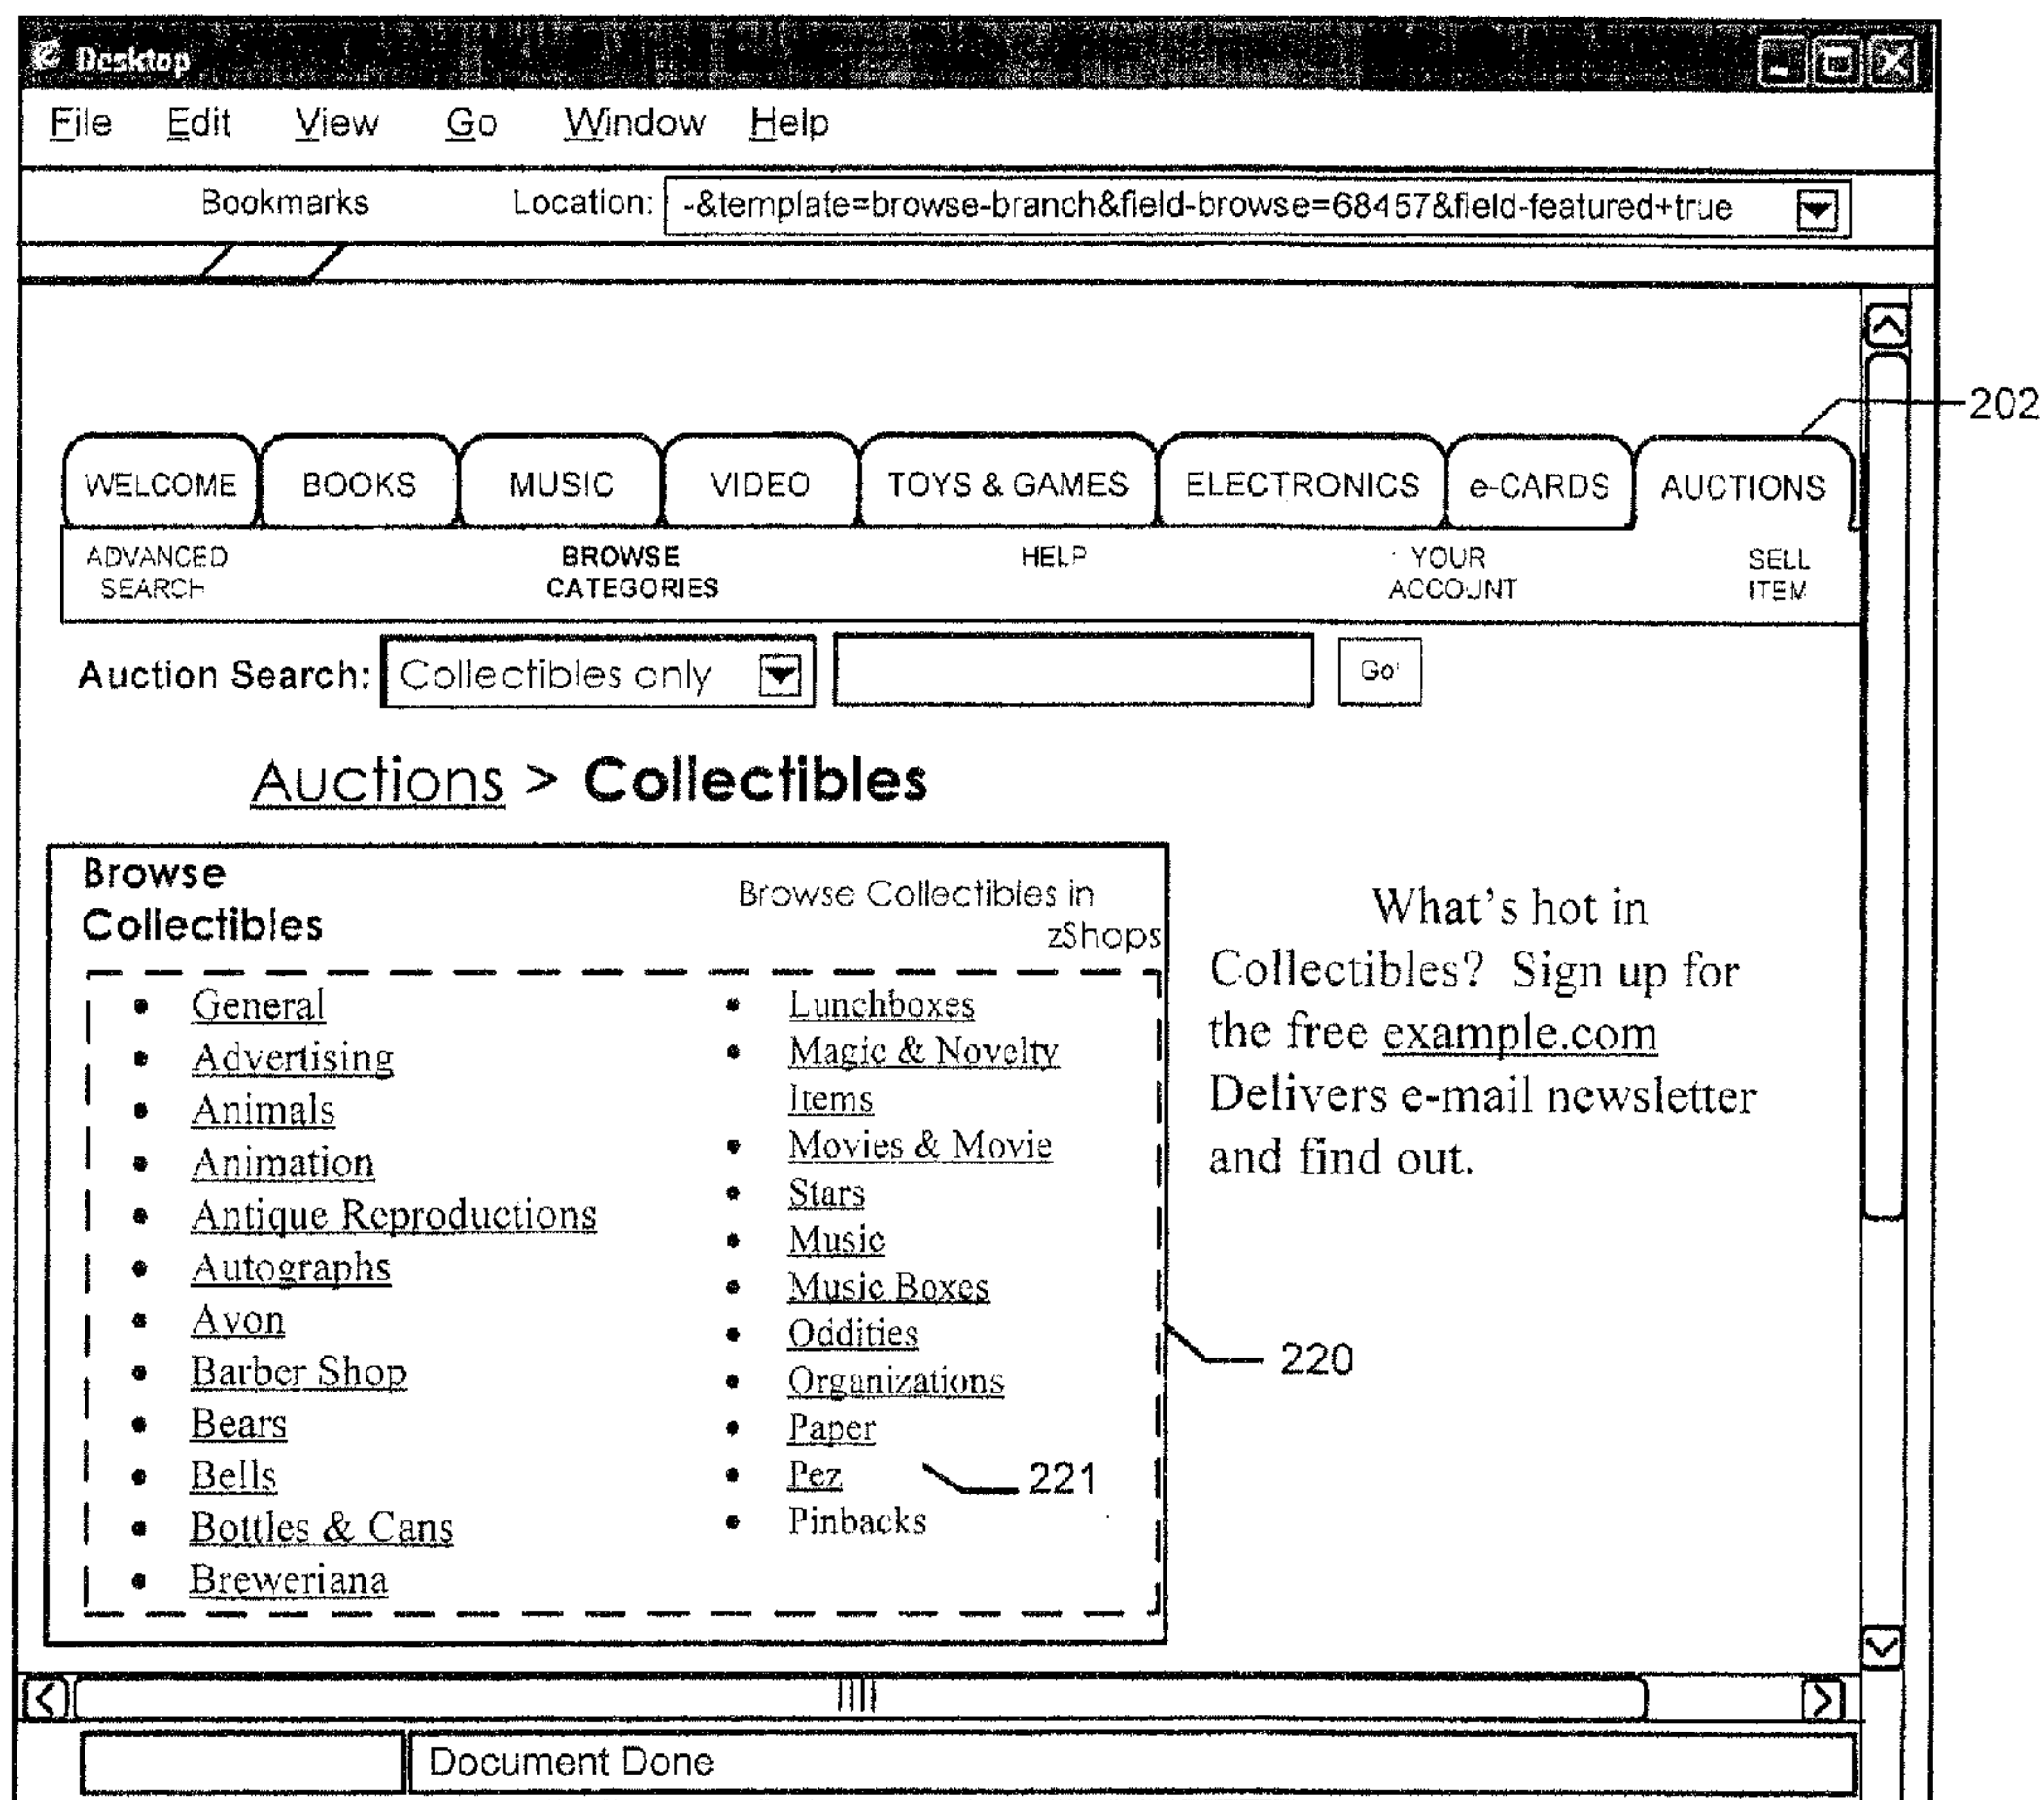 Desktop
File Edit View Go Window Help
Bookmarks Location: -&template=browse-branch&field-browse=68457&field-featured+true
202
WELCOME BOOKS MUSIC VIDEO TOYS & GAMES ELECTRONICS e-CARDS AUCTIONS
ADVANCED SEARCH
BROWSE CATEGORIES
HELP
YOUR ACCOUNT
SELL ITEM
Auction Search: Collectibles only Go
Auctions > Collectibles
Browse
Collectibles
Browse Collectibles in
zShops
General
Advertising
Animals
Animation
Antique Reproductions
Autographs
Avon
Barber Shop
Bears
Bells
Bottles & Cans
Breweriana
Lunchboxes
Magic & Novelty
Items
Movies & Movie
Stars
Music
Music Boxes
Oddities
Organizations
Paper
Pez
Pinbacks
221
220
What's hot in
Collectibles? Sign up for
the free example.com
Delivers e-mail newsletter
and find out.
Document Done